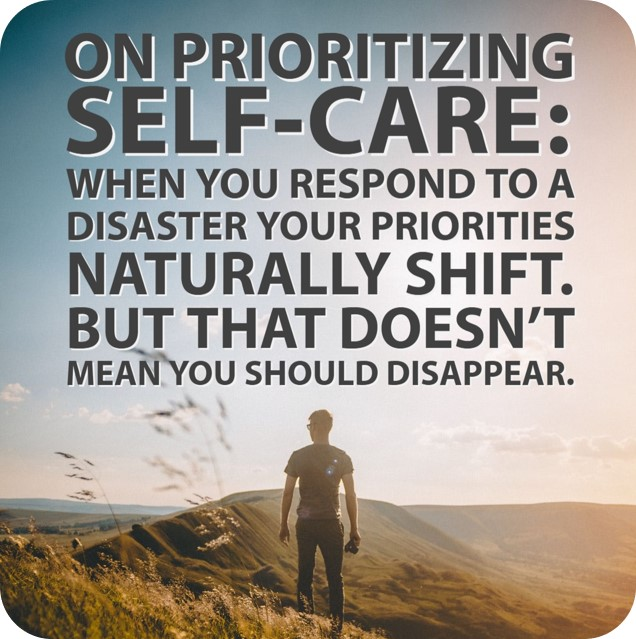 ON PRIORITIZING
SELF-CARE:
WHEN YOU RESPOND TO A
DISASTER YOUR PRIORITIES
NATURALLY SHIFT.
BUT THAT DOESN'T
MEAN YOU SHOULD DISAPPEAR.